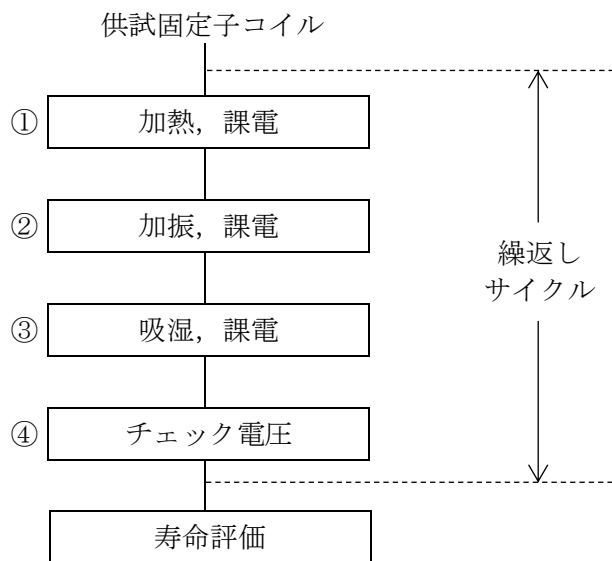 供試固定子コイル
① 加熱，課電
② 加振，課電
③ 吸湿，課電
④ チェック電圧
繰返し
サイクル
寿命評価